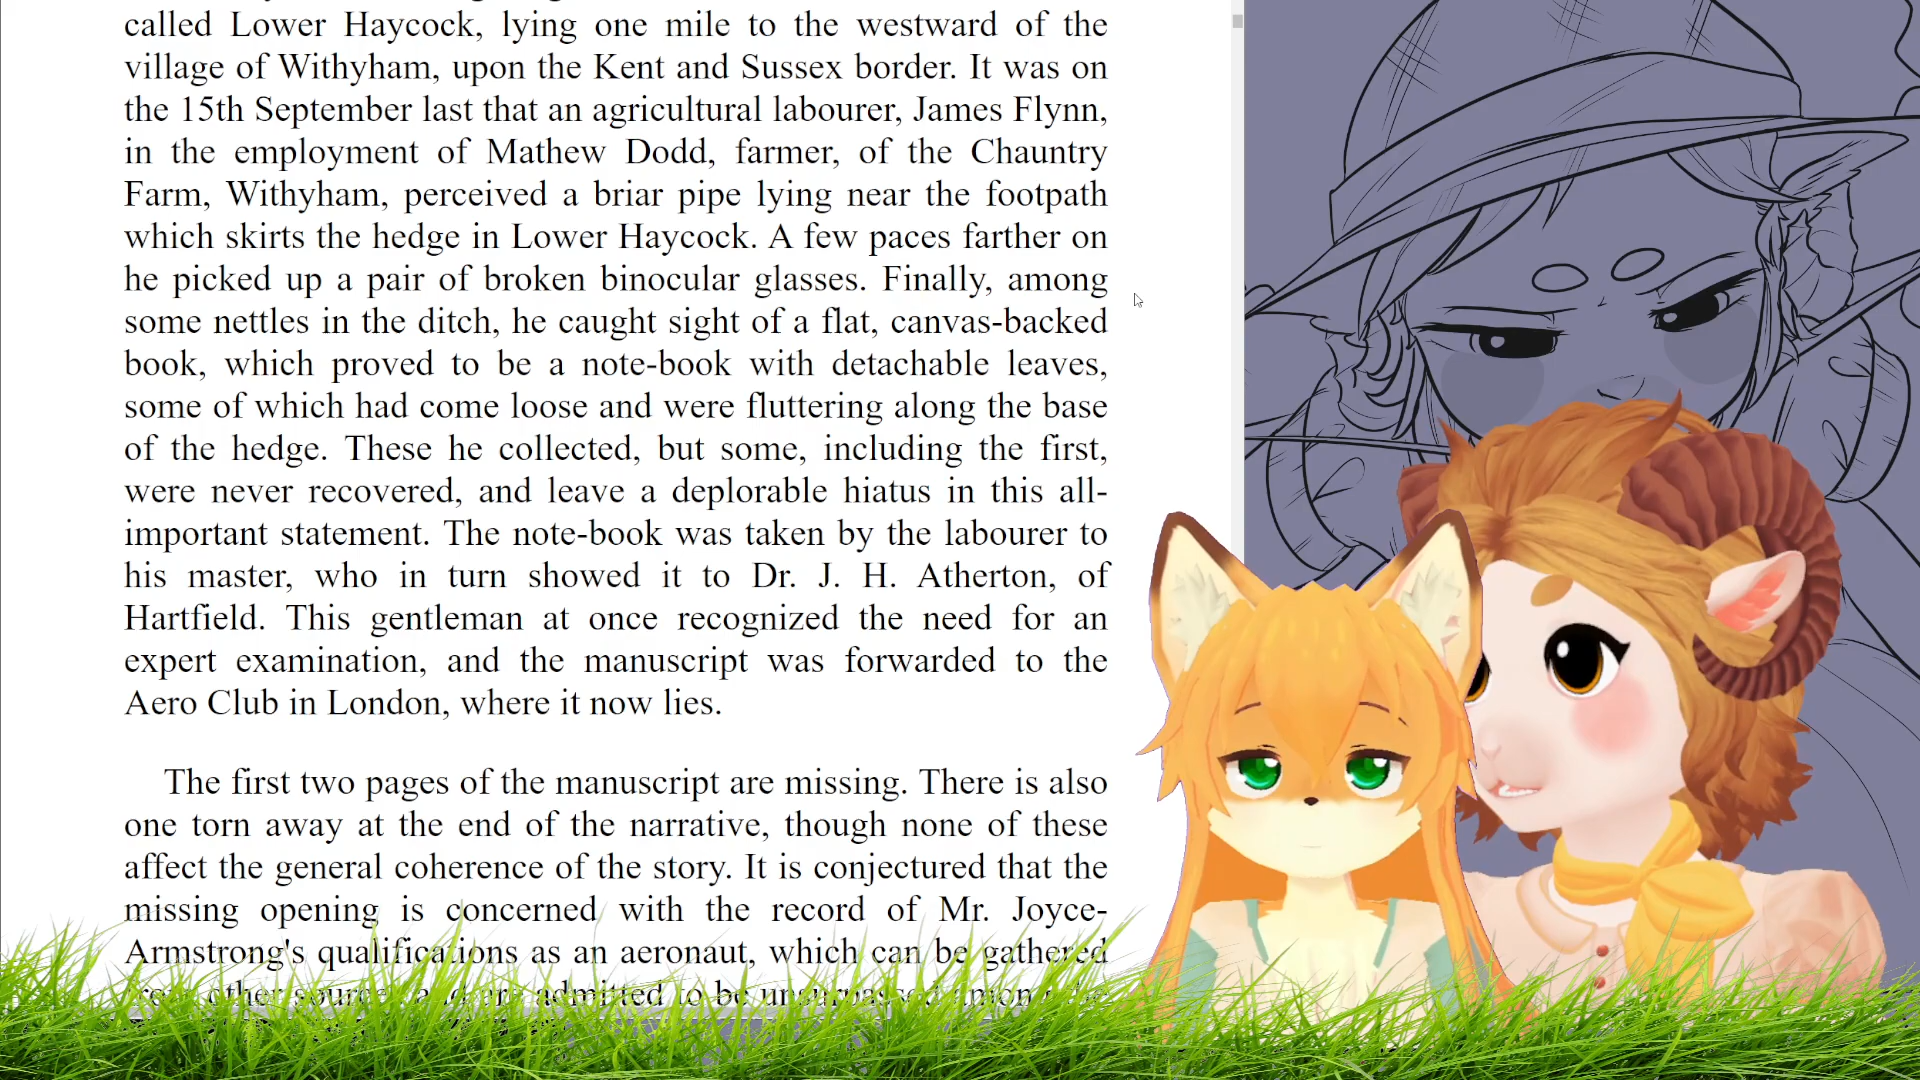 called Lower Haycock, lying one mile to the westward of the
village of Withyham, upon the Kent and Sussex border. It was on
the 15th September last that an agricultural labourer, James Flynn,
in the employment of Mathew Dodd, farmer, of the Chauntry
Farm, Withyham, perceived a briar pipe lying near the footpath
which skirts the hedge in Lower Haycock. A few paces farther on
he picked up a pair of broken binocular glasses. Finally, among
some nettles in the ditch, he caught sight of a flat, canvas-backed
book, which proved to be a note-book with detachable leaves,
some of which had come loose and were fluttering along the base
of the hedge. These he collected, but some, including the first,
were never recovered, and leave a deplorable hiatus in this all-
important statement. The note-book was taken by the labourer to
his master, who in turn showed it to Dr. J. H. Atherton, of
Hartfield. This gentleman at once recognized the need for an
expert examination, and the manuscript was forwarded to the
Aero Club in London, where it now lies.
The first two pages of the manuscript are missing. There is also
one torn away at the end of the narrative, though none of these
affect the general coherence of the story. It is conjectured that the
missing opening is concerned with the record of Mr. Joyce-
Armstrong's qualifications as an aeronaut, which can be gathered
other and are admitted to be unsurpassed